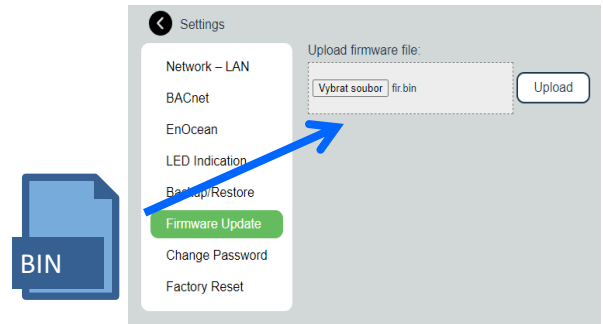 Settings
Network – LAN
BACnet
EnOcean
LED Indication
Backup/Restore
Firmware Update
Change Password
Factory Reset
Upload firmware file:
Vybrat soubor fir.bin
Upload
BIN